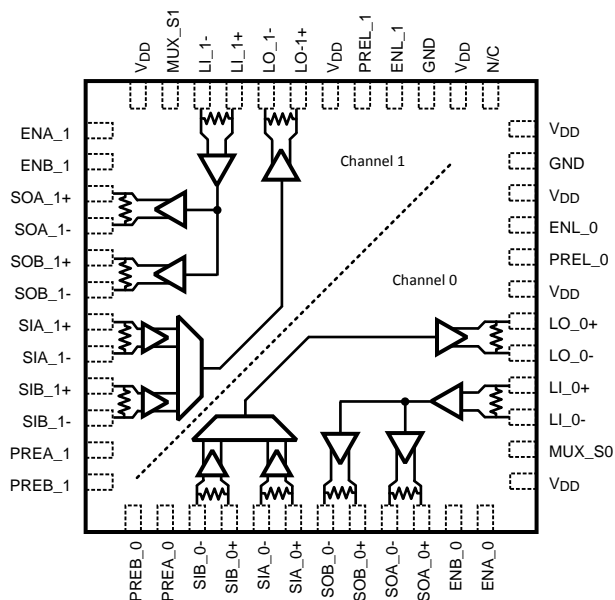 VDD
MUX_S1
LI_1-
LI_1+
LO_1-
LO-1+
VDD
PREL_1
ENL_1
GND
VDD
N/C
ENA_1
ENB_1
SOA_1+
SOA_1-
SOB_1+
SOB_1-
SIA_1+
SIA_1-
SIB_1+
SIB_1-
PREA_1
PREB_1
Channel 1
Channel 0
VDD
GND
VDD
ENL_0
PREL_0
VDD
LO_0+
LO_0-
LI_0+
LI_0-
MUX_S0
VDD
PREB_0
PREA_0
SIB_0-
SIB_0+
SIA_0-
SIA_0+
SOB_0-
SOB_0+
SOA_0-
SOA_0+
ENB_0
ENA_0